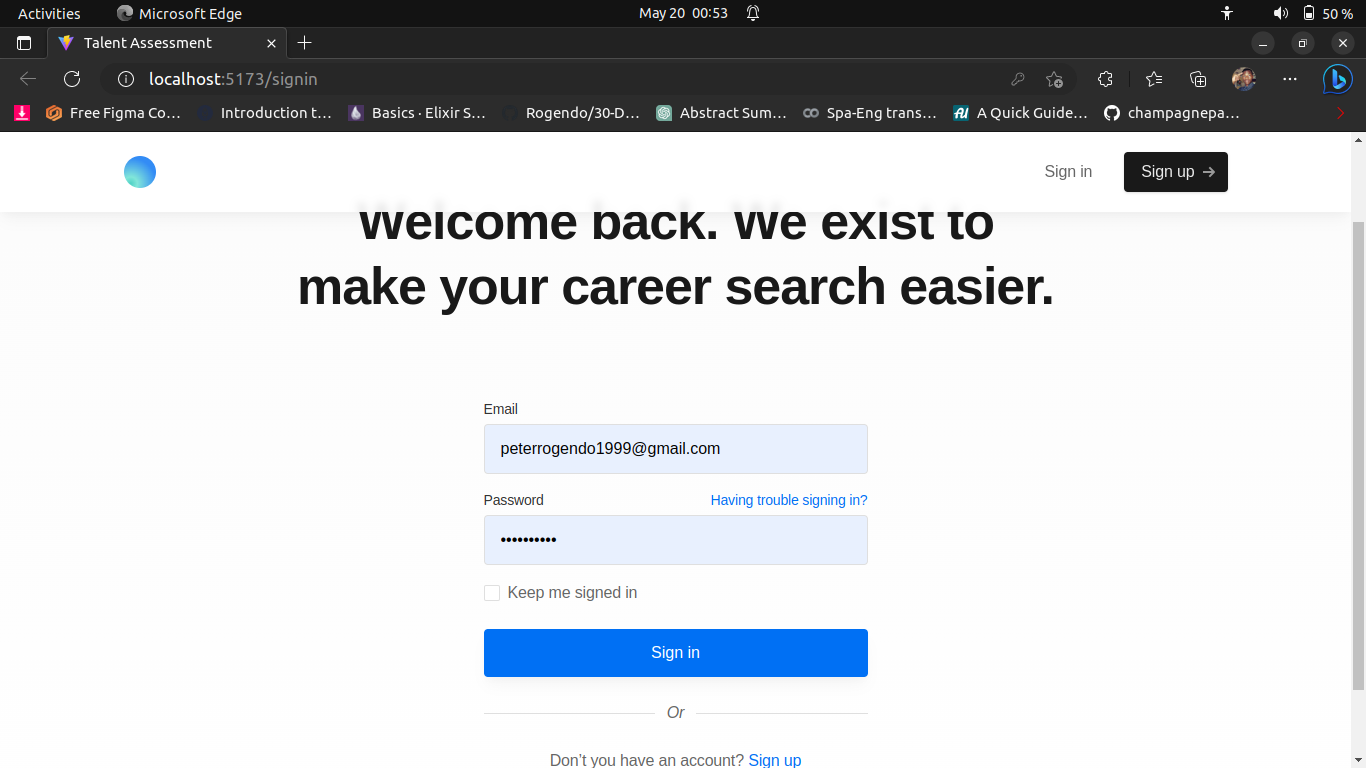 Activities Microsoft Edge May 20 00:53 50 %
Talent Assessment
localhost:5173/signin
Free Figma Co… Introduction t… Basics · Elixir S… Rogendo/30-D… Abstract Sum… Spa-Eng trans… A Quick Guide… champagnepa…
Sign in Sign up
Welcome back. We exist to
make your career search easier.
Email
peterrogendo1999@gmail.com
Password Having trouble signing in?
••••••••••
Keep me signed in
Sign in
Or
Don’t you have an account? Sign up